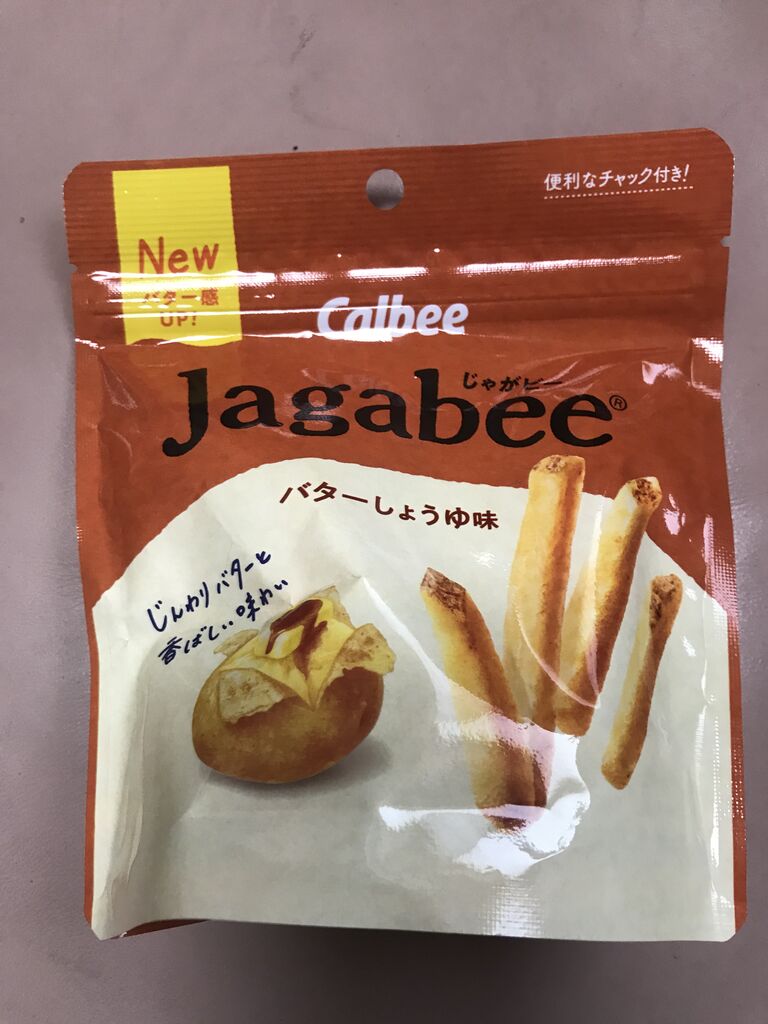 便利なチャック付き!
New
バター感
UP!
Calbee
じゃがビー
Jagabee®
バターしょうゆ味
じんわりバターと
香ばしい味わい